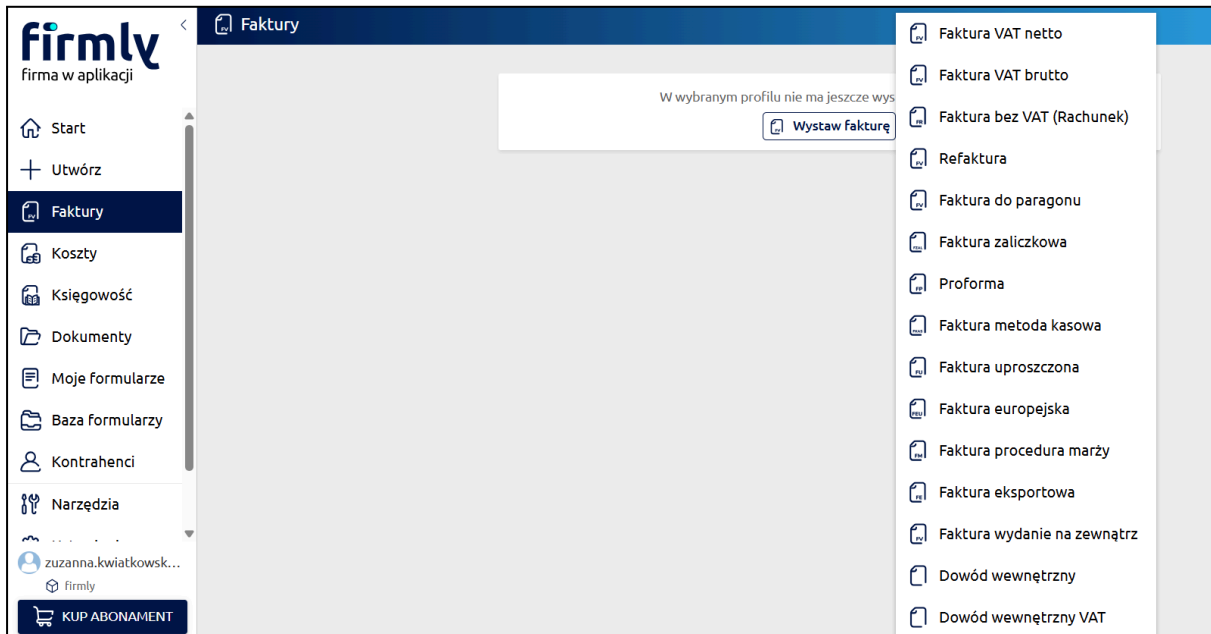 firmly
firma w aplikacji
Start
Utwórz
Faktury
Koszty
Księgowość
Dokumenty
Moje formularze
Baza formularzy
Kontrahenci
Narzędzia
zuzanna.kwiatkowsk...
firmly
KUP ABONAMENT
Faktury
W wybranym profilu nie ma jeszcze wys
Wystaw fakturę
Faktura VAT netto
Faktura VAT brutto
Faktura bez VAT (Rachunek)
Refaktura
Faktura do paragonu
Faktura zaliczkowa
Proforma
Faktura metoda kasowa
Faktura uproszczona
Faktura europejska
Faktura procedura marży
Faktura eksportowa
Faktura wydanie na zewnątrz
Dowód wewnętrzny
Dowód wewnętrzny VAT